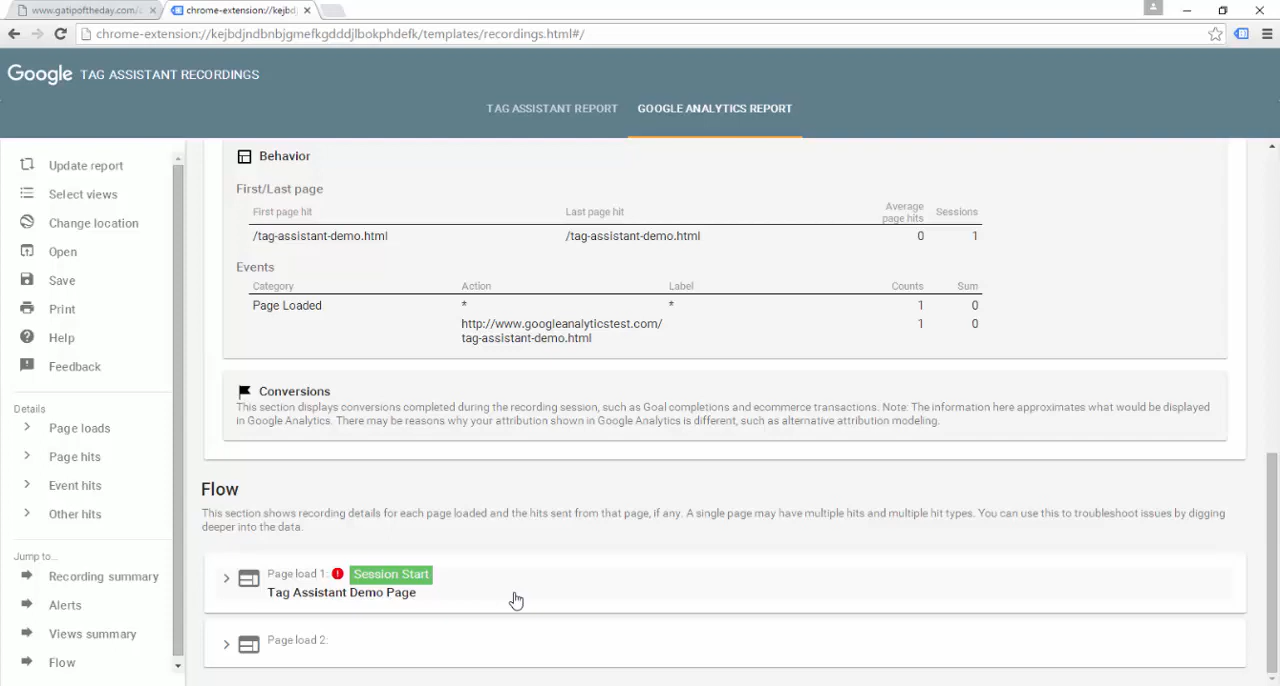 www.gatipoftheday.com/
chrome-extension://kejbdj
chrome-extension://kejbdjndbnbjgmefkgdddjlbokphdefk/templates/recordings.html#/
Google TAG ASSISTANT RECORDINGS
TAG ASSISTANT REPORT GOOGLE ANALYTICS REPORT
Update report
Select views
Change location
Open
Save
Print
Help
Feedback
Details
Page loads
Page hits
Event hits
Other hits
Jump to...
Recording summary
Alerts
Views summary
Flow
Behavior
First/Last page
First page hit Last page hit Average page hits Sessions
/tag-assistant-demo.html /tag-assistant-demo.html 0 1
Events
Category Action Label Counts Sum
Page Loaded * * 1 0
http://www.googleanalyticstest.com/ 1 0
tag-assistant-demo.html
Conversions
This section displays conversions completed during the recording session, such as Goal completions and ecommerce transactions. Note: The information here approximates what would be displayed
in Google Analytics. There may be reasons why your attribution shown in Google Analytics is different, such as alternative attribution modeling.
Flow
This section shows recording details for each page loaded and the hits sent from that page, if any. A single page may have multiple hits and multiple hit types. You can use this to troubleshoot issues by digging
deeper into the data.
Page load 1: Session Start
Tag Assistant Demo Page
Page load 2: